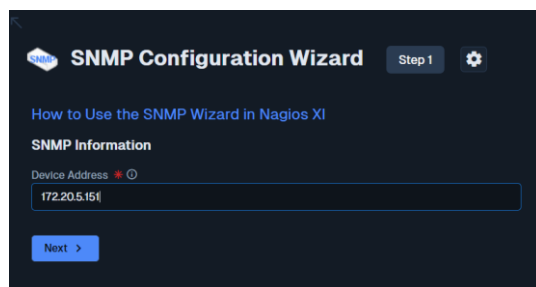 SNMP SNMP Configuration Wizard Step 1
How to Use the SNMP Wizard in Nagios XI
SNMP Information
Device Address *
172.20.5.151
Next >